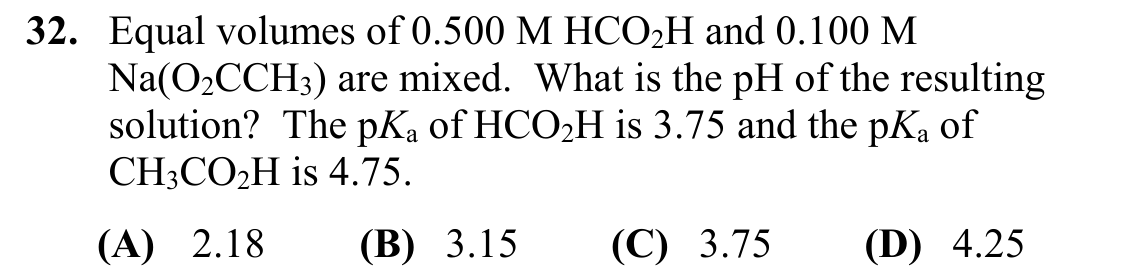 32. Equal volumes of 0.500 M HCO₂H and 0.100 M
Na(O₂CCH₃) are mixed. What is the pH of the resulting
solution? The pKₐ of HCO₂H is 3.75 and the pKₐ of
CH₃CO₂H is 4.75.
(A) 2.18 (B) 3.15 (C) 3.75 (D) 4.25